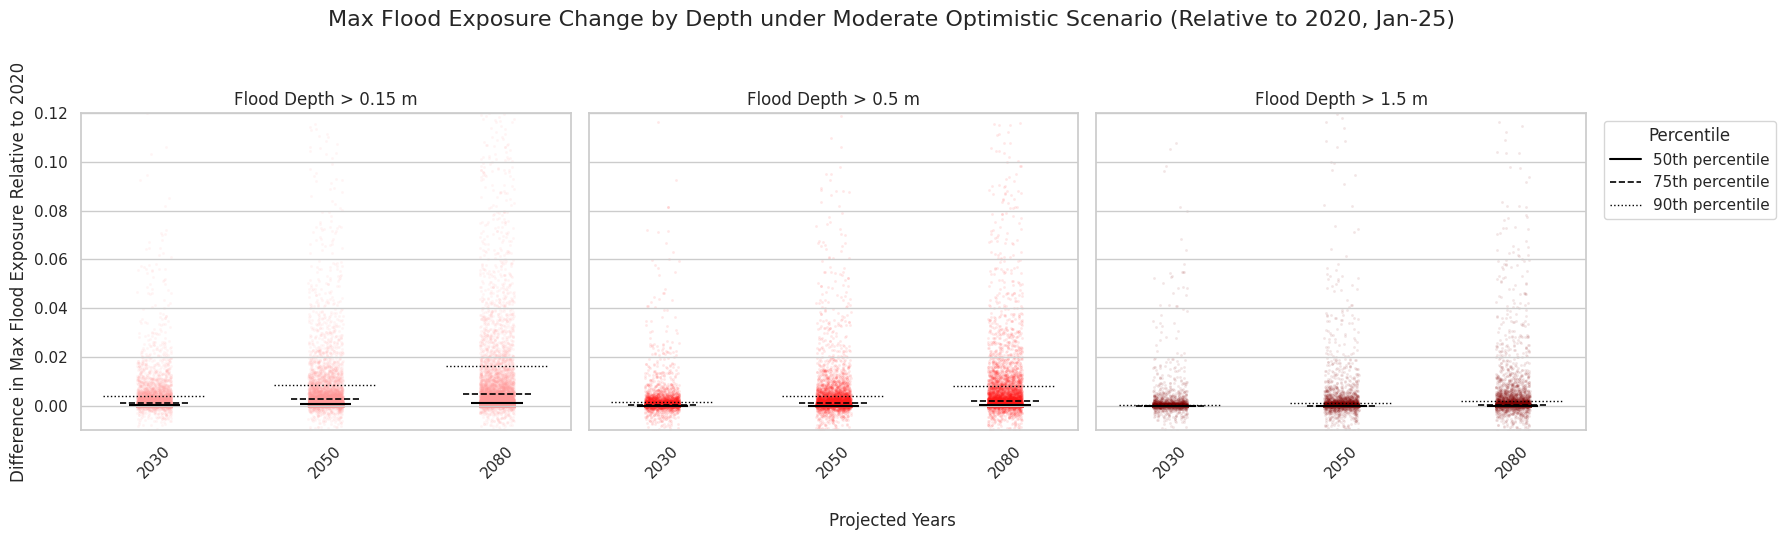 Max Flood Exposure Change by Depth under Moderate Optimistic Scenario (Relative to 2020, Jan-25)
Difference in Max Flood Exposure Relative to 2020
Flood Depth > 0.15 m
Flood Depth > 0.5 m
Flood Depth > 1.5 m
0.12
0.10
0.08
0.06
0.04
0.02
0.00
2030
2050
2080
2030
2050
2080
2030
2050
2080
Projected Years
Percentile
50th percentile
75th percentile
90th percentile